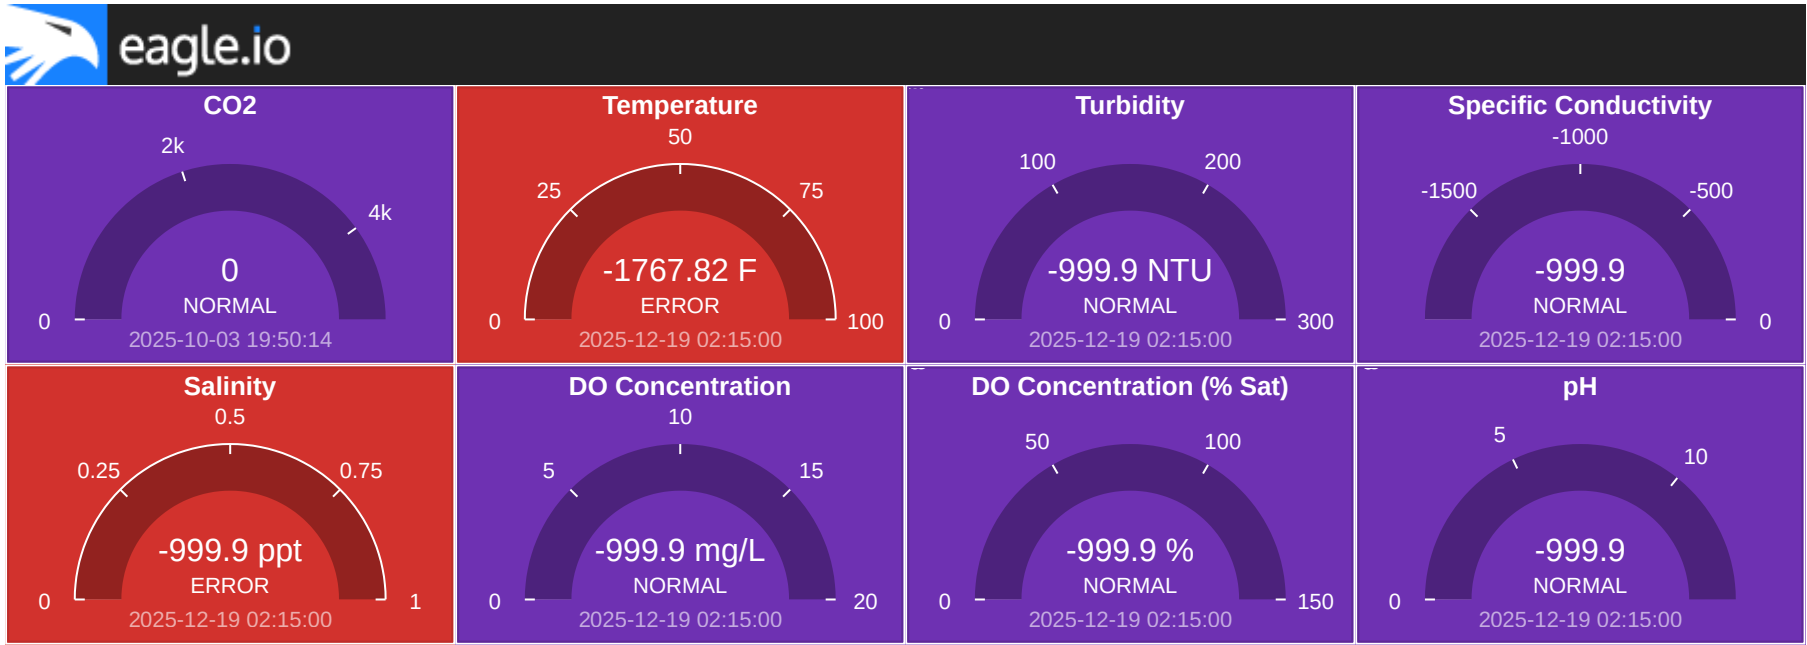 eagle.io
CO2
2k
4k
0
NORMAL
0
2025-10-03 19:50:14
Temperature
50
25
75
-1767.82 F
ERROR
0
100
2025-12-19 02:15:00
Turbidity
100
200
-999.9 NTU
NORMAL
0
300
2025-12-19 02:15:00
Specific Conductivity
-1000
-1500
-500
-999.9
NORMAL
0
2025-12-19 02:15:00
Salinity
0.5
0.25
0.75
-999.9 ppt
ERROR
0
1
2025-12-19 02:15:00
DO Concentration
10
5
15
-999.9 mg/L
NORMAL
0
20
2025-12-19 02:15:00
DO Concentration (% Sat)
50
100
-999.9 %
NORMAL
0
150
2025-12-19 02:15:00
pH
5
10
-999.9
NORMAL
0
2025-12-19 02:15:00